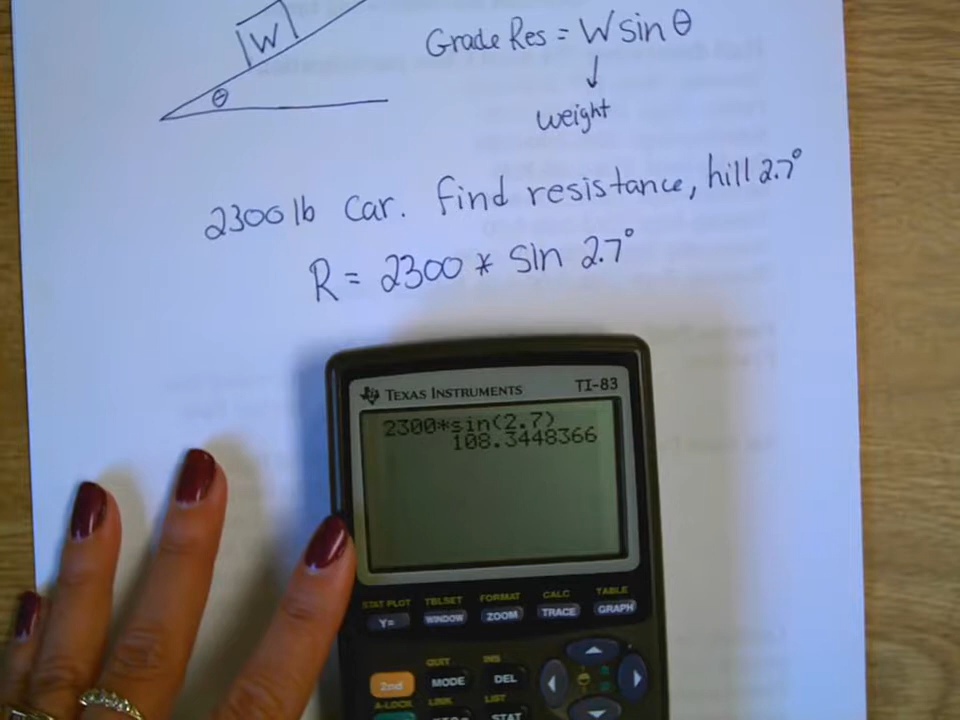 W
Grade Res = W sin θ
θ
weight
2300 lb car. find resistance, hill 2.7°
R = 2300 * sin 2.7°
TEXAS INSTRUMENTS TI-83
2300*sin(2.7)
108.3448366
STAT PLOT TBLSET FORMAT CALC TABLE
Y= WINDOW ZOOM TRACE GRAPH
QUIT INS
2nd MODE DEL
A-LOCK LINK LIST
STAT